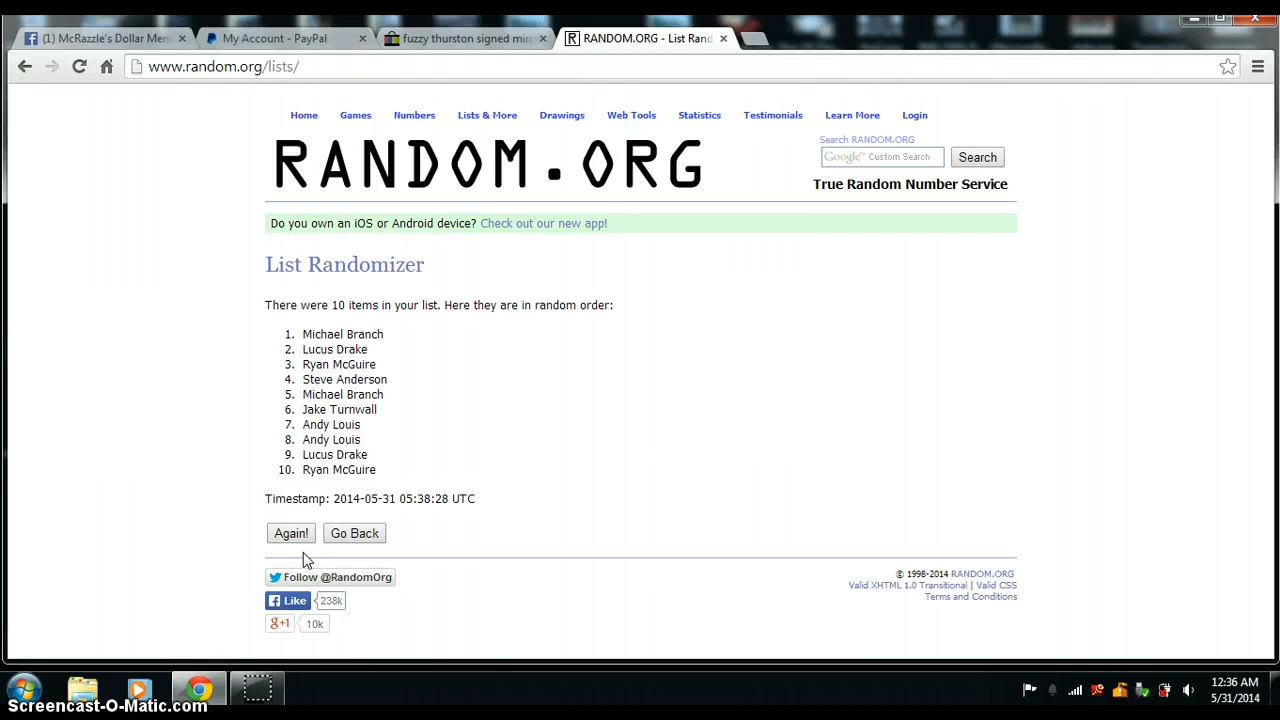 (1) McRazzle's Dollar Men
My Account - PayPal
fuzzy thurston signed min
RANDOM.ORG - List Rand
www.random.org/lists/
Home Games Numbers Lists & More Drawings Web Tools Statistics Testimonials Learn More Login
RANDOM.ORG
Search RANDOM.ORG
Google™ Custom Search
Search
True Random Number Service
Do you own an iOS or Android device? Check out our new app!
List Randomizer
There were 10 items in your list. Here they are in random order:
1. Michael Branch
2. Lucus Drake
3. Ryan McGuire
4. Steve Anderson
5. Michael Branch
6. Jake Turnwall
7. Andy Louis
8. Andy Louis
9. Lucus Drake
10. Ryan McGuire
Timestamp: 2014-05-31 05:38:28 UTC
Again! Go Back
Follow @RandomOrg
Like 238k
g+1 10k
© 1998-2014 RANDOM.ORG
Valid XHTML 1.0 Transitional | Valid CSS
Terms and Conditions
12:36 AM
5/31/2014
Screencast-O-Matic.com